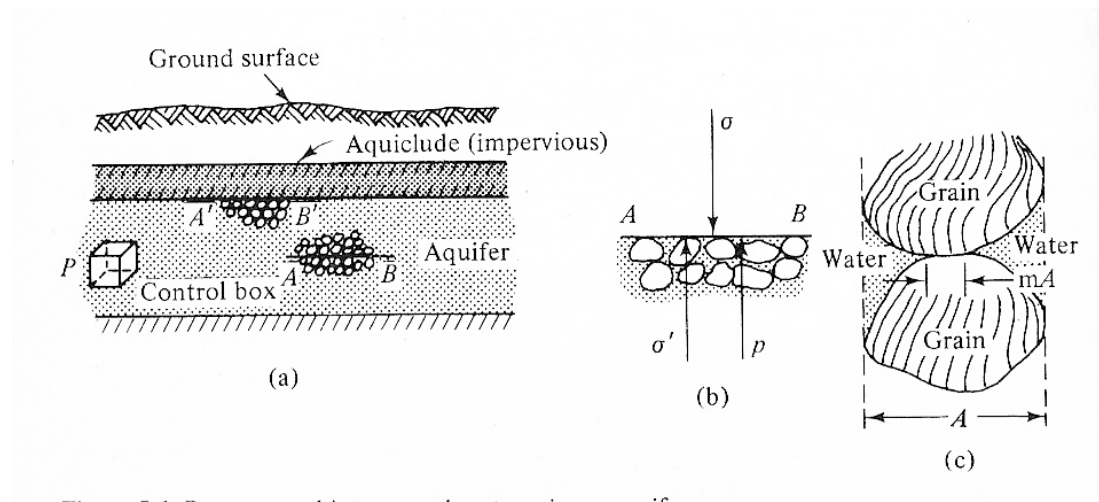 Ground surface
Aquiclude (impervious)
A' B'
Aquifer
P
A B
Control box
(a)
σ
A B
σ' p
(b)
Grain
Water Water
mA
Grain
A
(c)